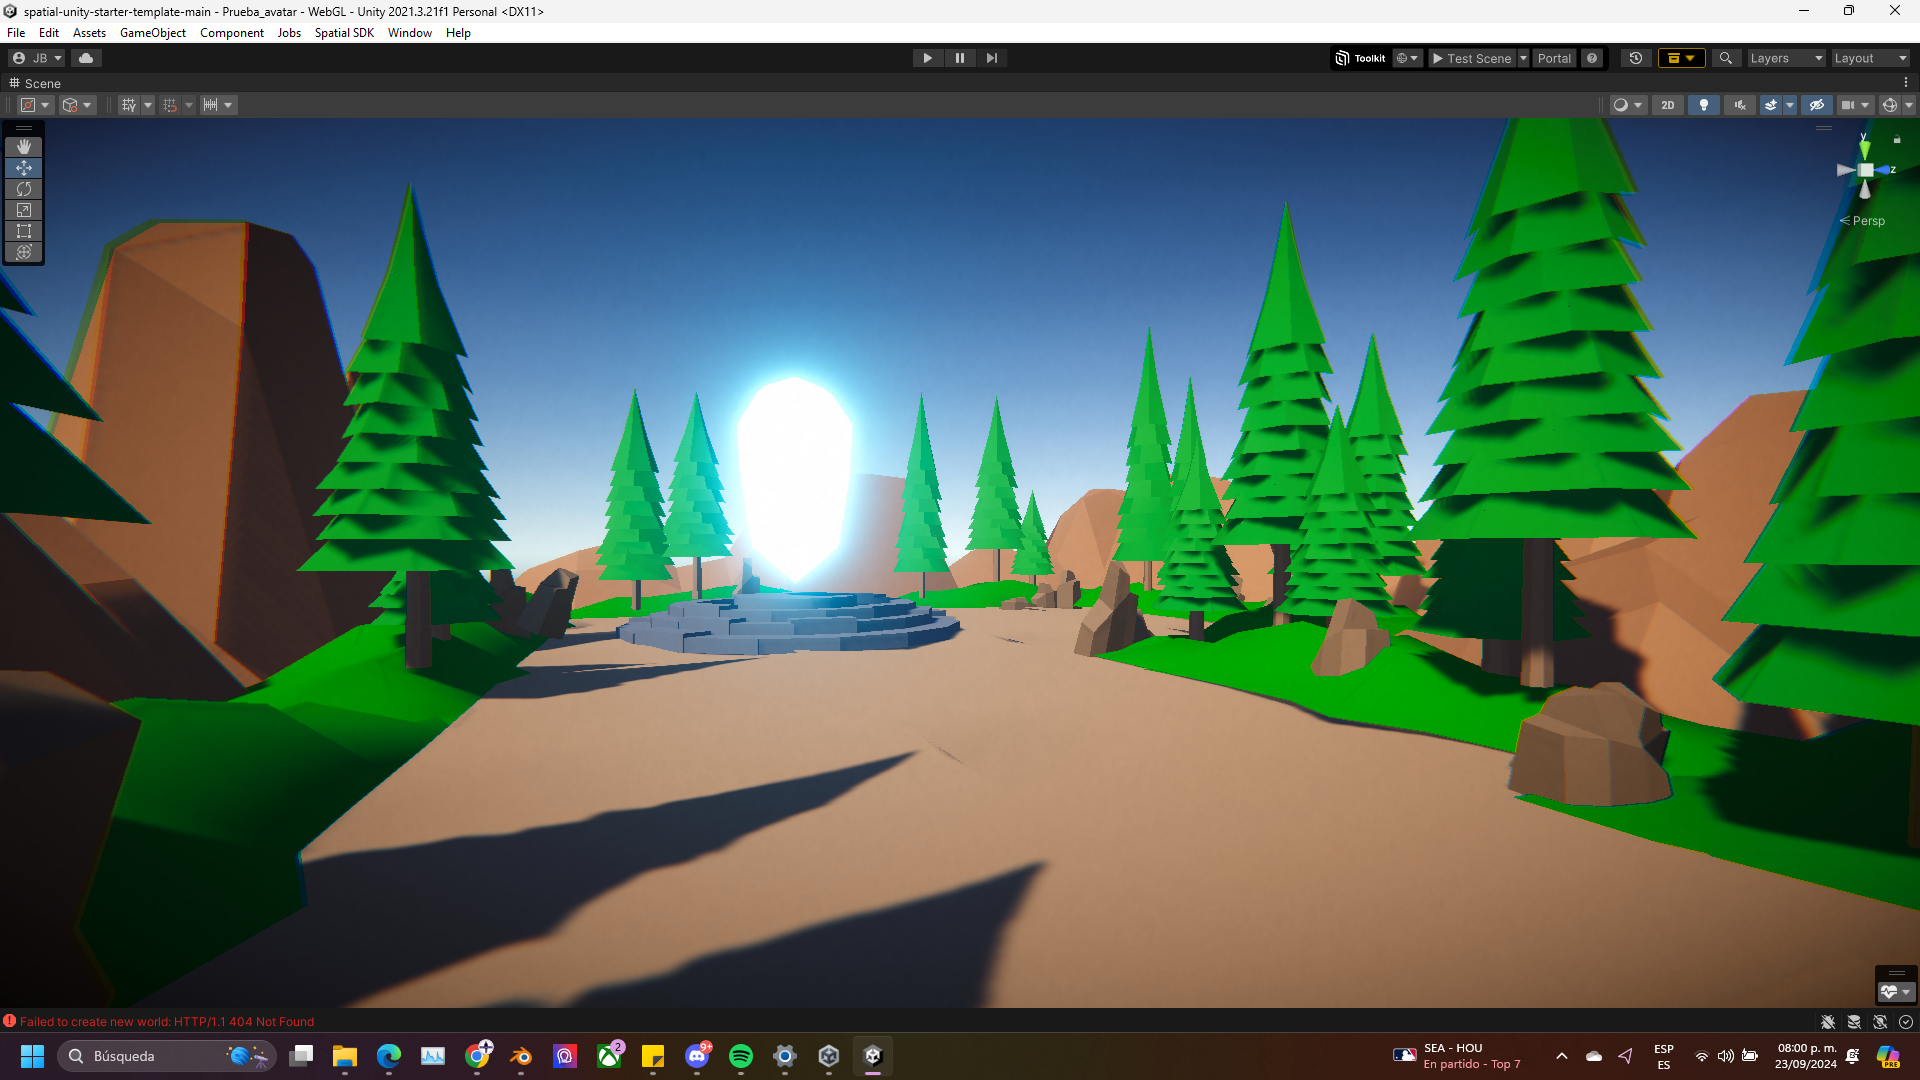 spatial-unity-starter-template-main - Prueba_avatar - WebGL - Unity 2021.3.21f1 Personal <DX11>
File Edit Assets GameObject Component Jobs Spatial SDK Window Help
JB Toolkit Test Scene Portal ? Layers Layout
Scene
2D
y
z
Persp
Failed to create new world: HTTP/1.1 404 Not Found
Búsqueda
2
9+
SEA - HOU
En partido - Top 7
ESP
ES
08:00 p. m.
23/09/2024
PRE